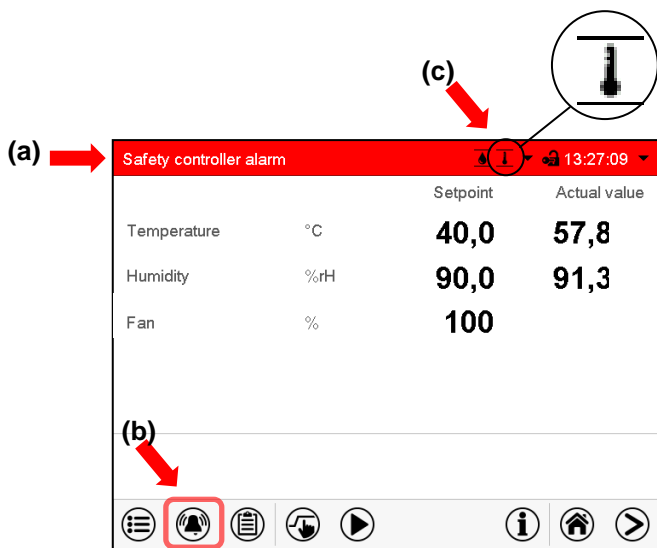 (c)
(a)
Safety controller alarm 13:27:09
Setpoint Actual value
Temperature °C 40,0 57,8
Humidity %rH 90,0 91,3
Fan % 100
(b)